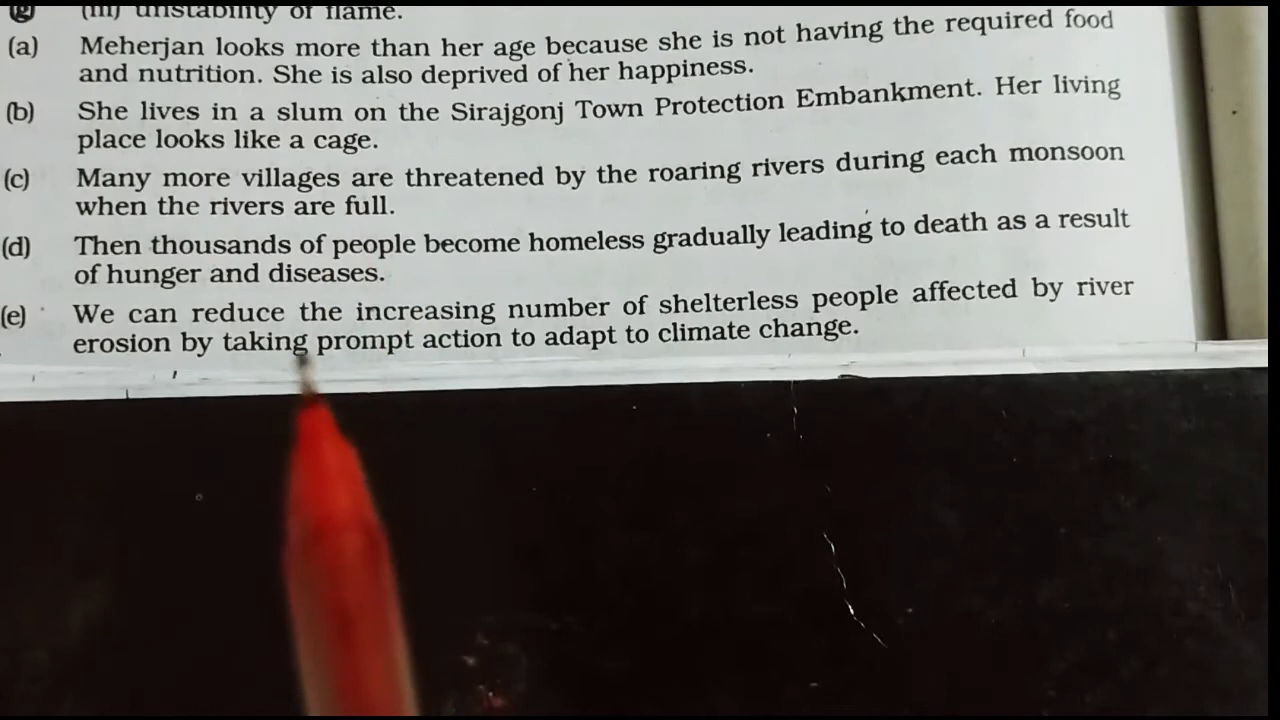 (g) (iii) unstability of flame.
(a) Meherjan looks more than her age because she is not having the required food
and nutrition. She is also deprived of her happiness.
(b) She lives in a slum on the Sirajgonj Town Protection Embankment. Her living
place looks like a cage.
(c) Many more villages are threatened by the roaring rivers during each monsoon
when the rivers are full.
(d) Then thousands of people become homeless gradually leading to death as a result
of hunger and diseases.
(e) We can reduce the increasing number of shelterless people affected by river
erosion by taking prompt action to adapt to climate change.